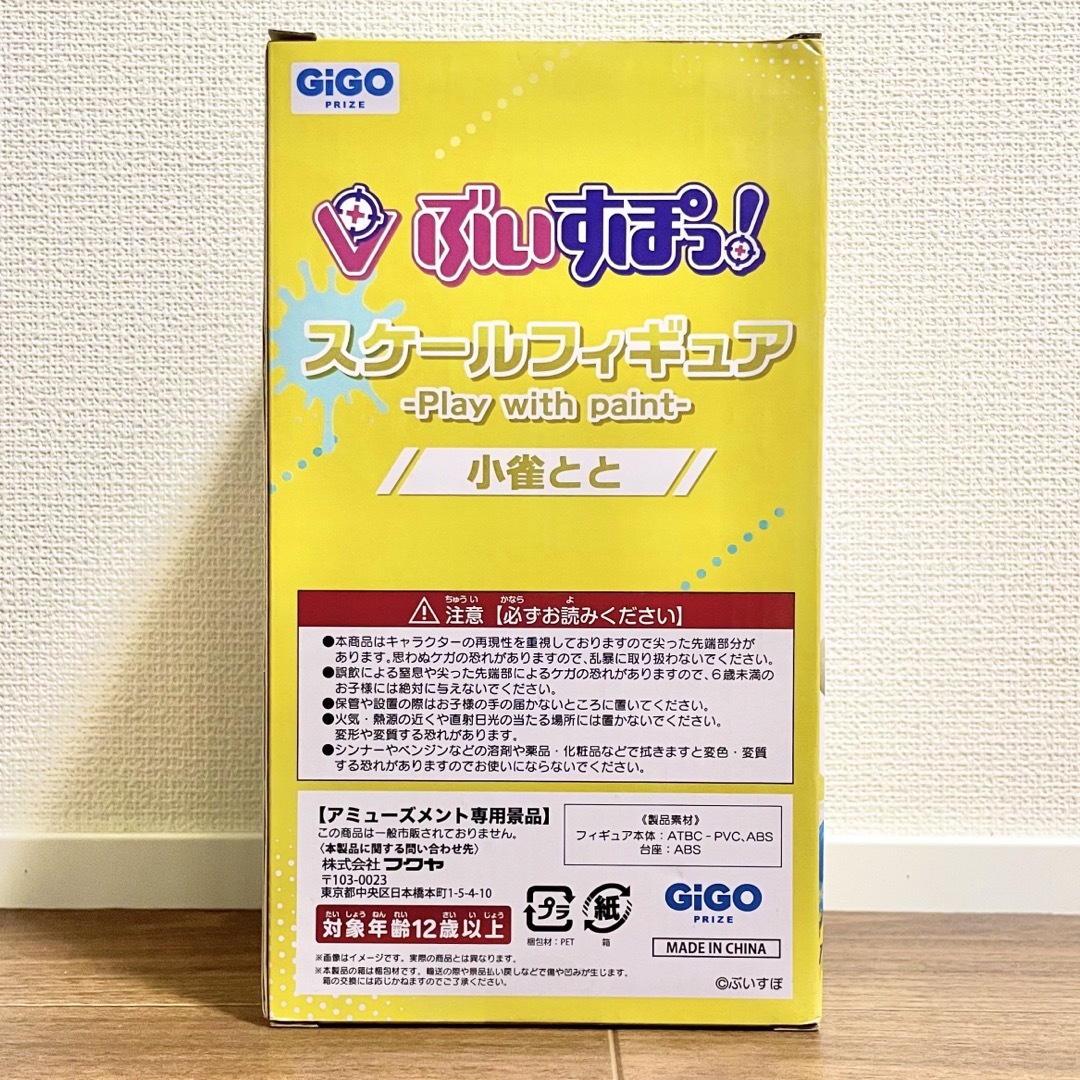 GiGO
PRIZE
ぶいすぽっ!
スケールフィギュア
-Play with paint-
小雀とと
ちゅうい かなら よ
注意【必ずお読みください】
●本商品はキャラクターの再現性を重視しておりますので尖った先端部分が
あります。思わぬケガの恐れがありますので、乱暴に取り扱わないでください。
●誤飲による窒息や尖った先端部によるケガの恐れがありますので、6歳未満の
お子様には絶対に与えないでください。
●保管や設置の際はお子様の手の届かないところに置いてください。
●火気・熱源の近くや直射日光の当たる場所には置かないでください。
変形や変質する恐れがあります。
●シンナーやベンジンなどの溶剤や薬品・化粧品などで拭きますと変色・変質
する恐れがありますのでお使いにならないでください。
【アミューズメント専用景品】
この商品は一般市販されておりません。
〈本製品に関する問い合わせ先〉
株式会社 フクヤ
〒103-0023
東京都中央区日本橋本町1-5-4-10
《製品素材》
フィギュア本体:ATBC-PVC、ABS
台座:ABS
たいしょうねんれい さいいじょう
対象年齢12歳以上
プラ
梱包材:PET
紙
箱
GiGO
PRIZE
MADE IN CHINA
※画像はイメージです。実際の商品とは異なります。
※本製品の箱は梱包材です。輸送の際や景品払い戻しなどで傷や凹みが生じます。
箱の交換には応じかねますのでご了承ください。
©ぶいすぽ